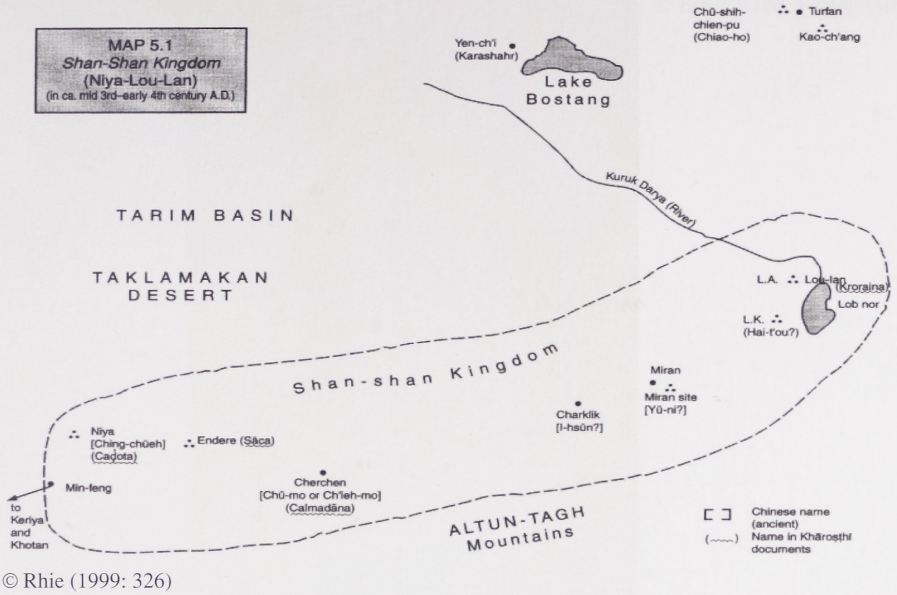 MAP 5.1
Shan-Shan Kingdom
(Niya-Lou-Lan)
(in ca. mid 3rd–early 4th century A.D.)
Yen-ch'i
(Karashahr)
Lake
Bostang
Chü-shih-
chien-pu
(Chiao-ho)
Turfan
Kao-ch'ang
Kuruk Darya (River)
TARIM BASIN
TAKLAMAKAN
DESERT
L.A.
Lou-lan
(Kroraina)
Lob nor
L.K.
(Hai-t'ou?)
Shan-shan Kingdom
Miran
Miran site
[Yü-ni?]
Charklik
[I-hsün?]
Niya
[Ching-chüeh]
(Caḍota)
Endere (Sāca)
Min-feng
to
Keriya
and
Khotan
Cherchen
[Chü-mo or Ch'ieh-mo]
(Calmadāna)
ALTUN-TAGH
Mountains
[ ] Chinese name
(ancient)
( ) Name in Khāroṣṭhī
documents
© Rhie (1999: 326)